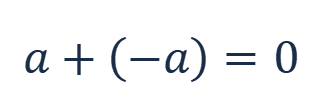 a + (−a) = 0